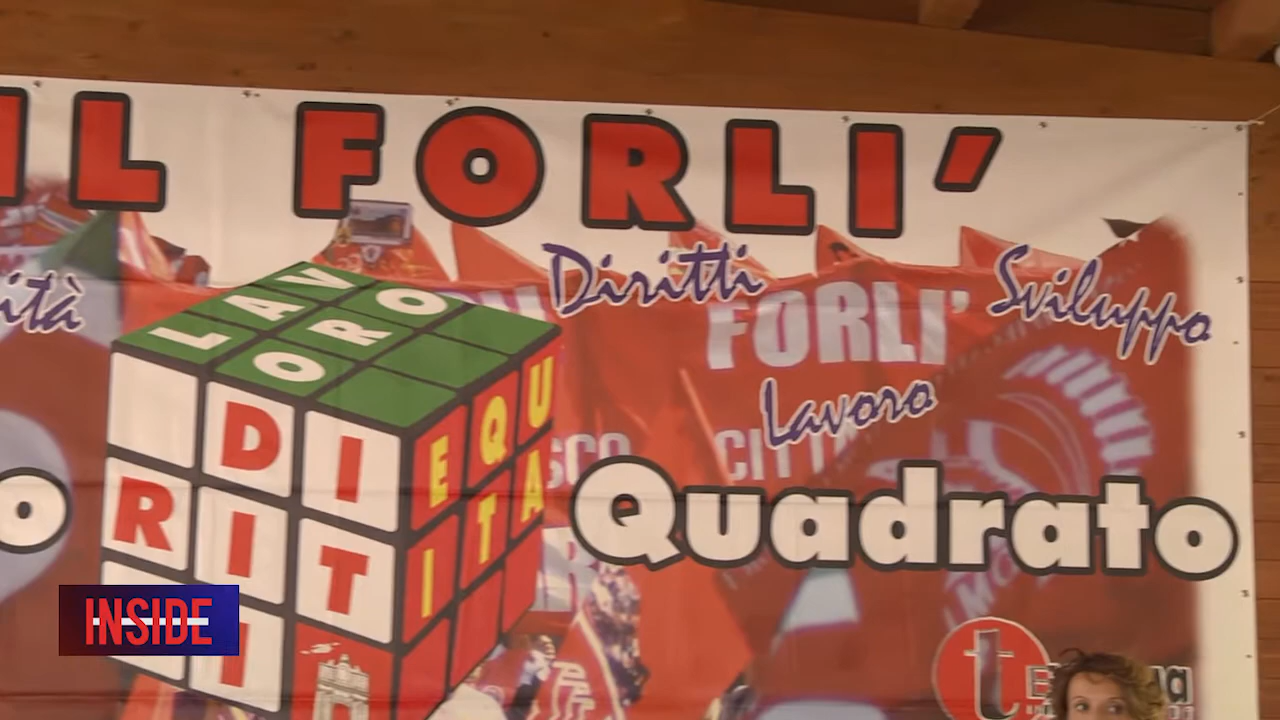 IL FORLI'
ità
Diritti
Sviluppo
FORLI'
Lavoro
LAV
ORO
DI
RIT
I
EQU
ITA
o
Quadrato
INSIDE
t